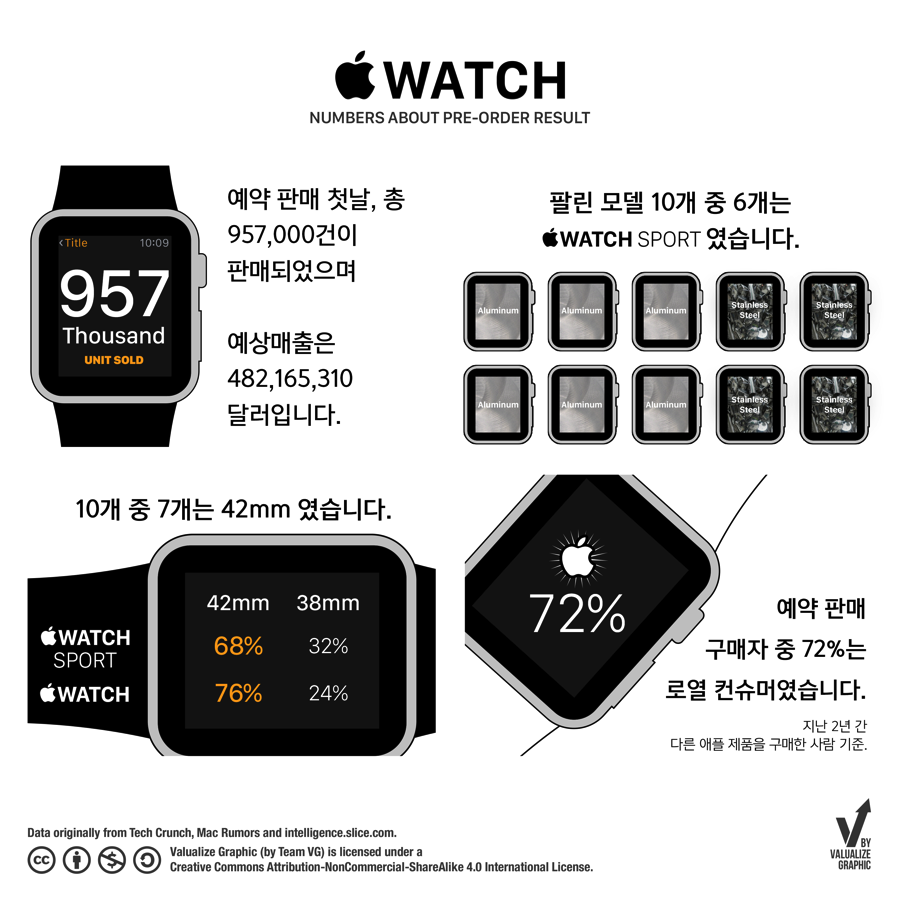 WATCH
NUMBERS ABOUT PRE-ORDER RESULT
‹Title 10:09
957
Thousand
UNIT SOLD
예약 판매 첫날, 총
957,000건이
판매되었으며
예상매출은
482,165,310
달러입니다.
팔린 모델 10개 중 6개는
WATCH SPORT 였습니다.
Aluminum Aluminum Aluminum Stainless Steel Stainless Steel
Aluminum Aluminum Aluminum Stainless Steel Stainless Steel
10개 중 7개는 42mm 였습니다.
42mm 38mm
WATCH SPORT 68% 32%
WATCH 76% 24%
72%
예약 판매
구매자 중 72%는
로열 컨슈머였습니다.
지난 2년 간
다른 애플 제품을 구매한 사람 기준.
Data originally from Tech Crunch, Mac Rumors and intelligence.slice.com.
cc
Valualize Graphic (by Team VG) is licensed under a
Creative Commons Attribution-NonCommercial-ShareAlike 4.0 International License.
BY
VALUALIZE
GRAPHIC